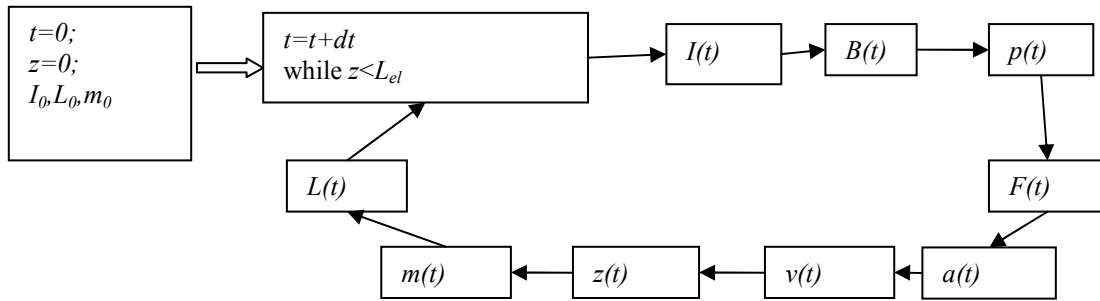 t=0;
z=0;
I₀,L₀,m₀
t=t+dt
while z<Lₑₗ
I(t)
B(t)
p(t)
F(t)
a(t)
v(t)
z(t)
m(t)
L(t)